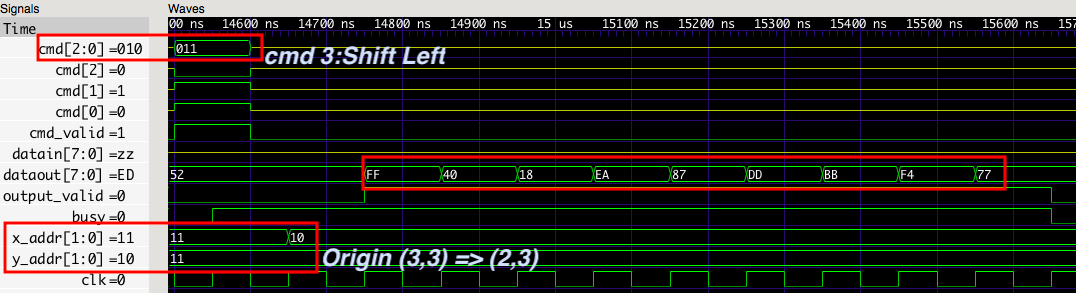 Signals
Waves
Time
00 ns 14600 ns 14700 ns 14800 ns 14900 ns 15 us 15100 ns 15200 ns 15300 ns 15400 ns 15500 ns 15600 ns 1570
cmd[2:0] =010 011
cmd 3:Shift Left
cmd[2] =0
cmd[1] =1
cmd[0] =0
cmd_valid =1
datain[7:0] =zz
dataout[7:0] =ED 52 FF 40 18 EA 87 DD BB F4 77
output_valid =0
busy =0
x_addr[1:0] =11 11 10
y_addr[1:0] =10 11
Origin (3,3) => (2,3)
clk =0